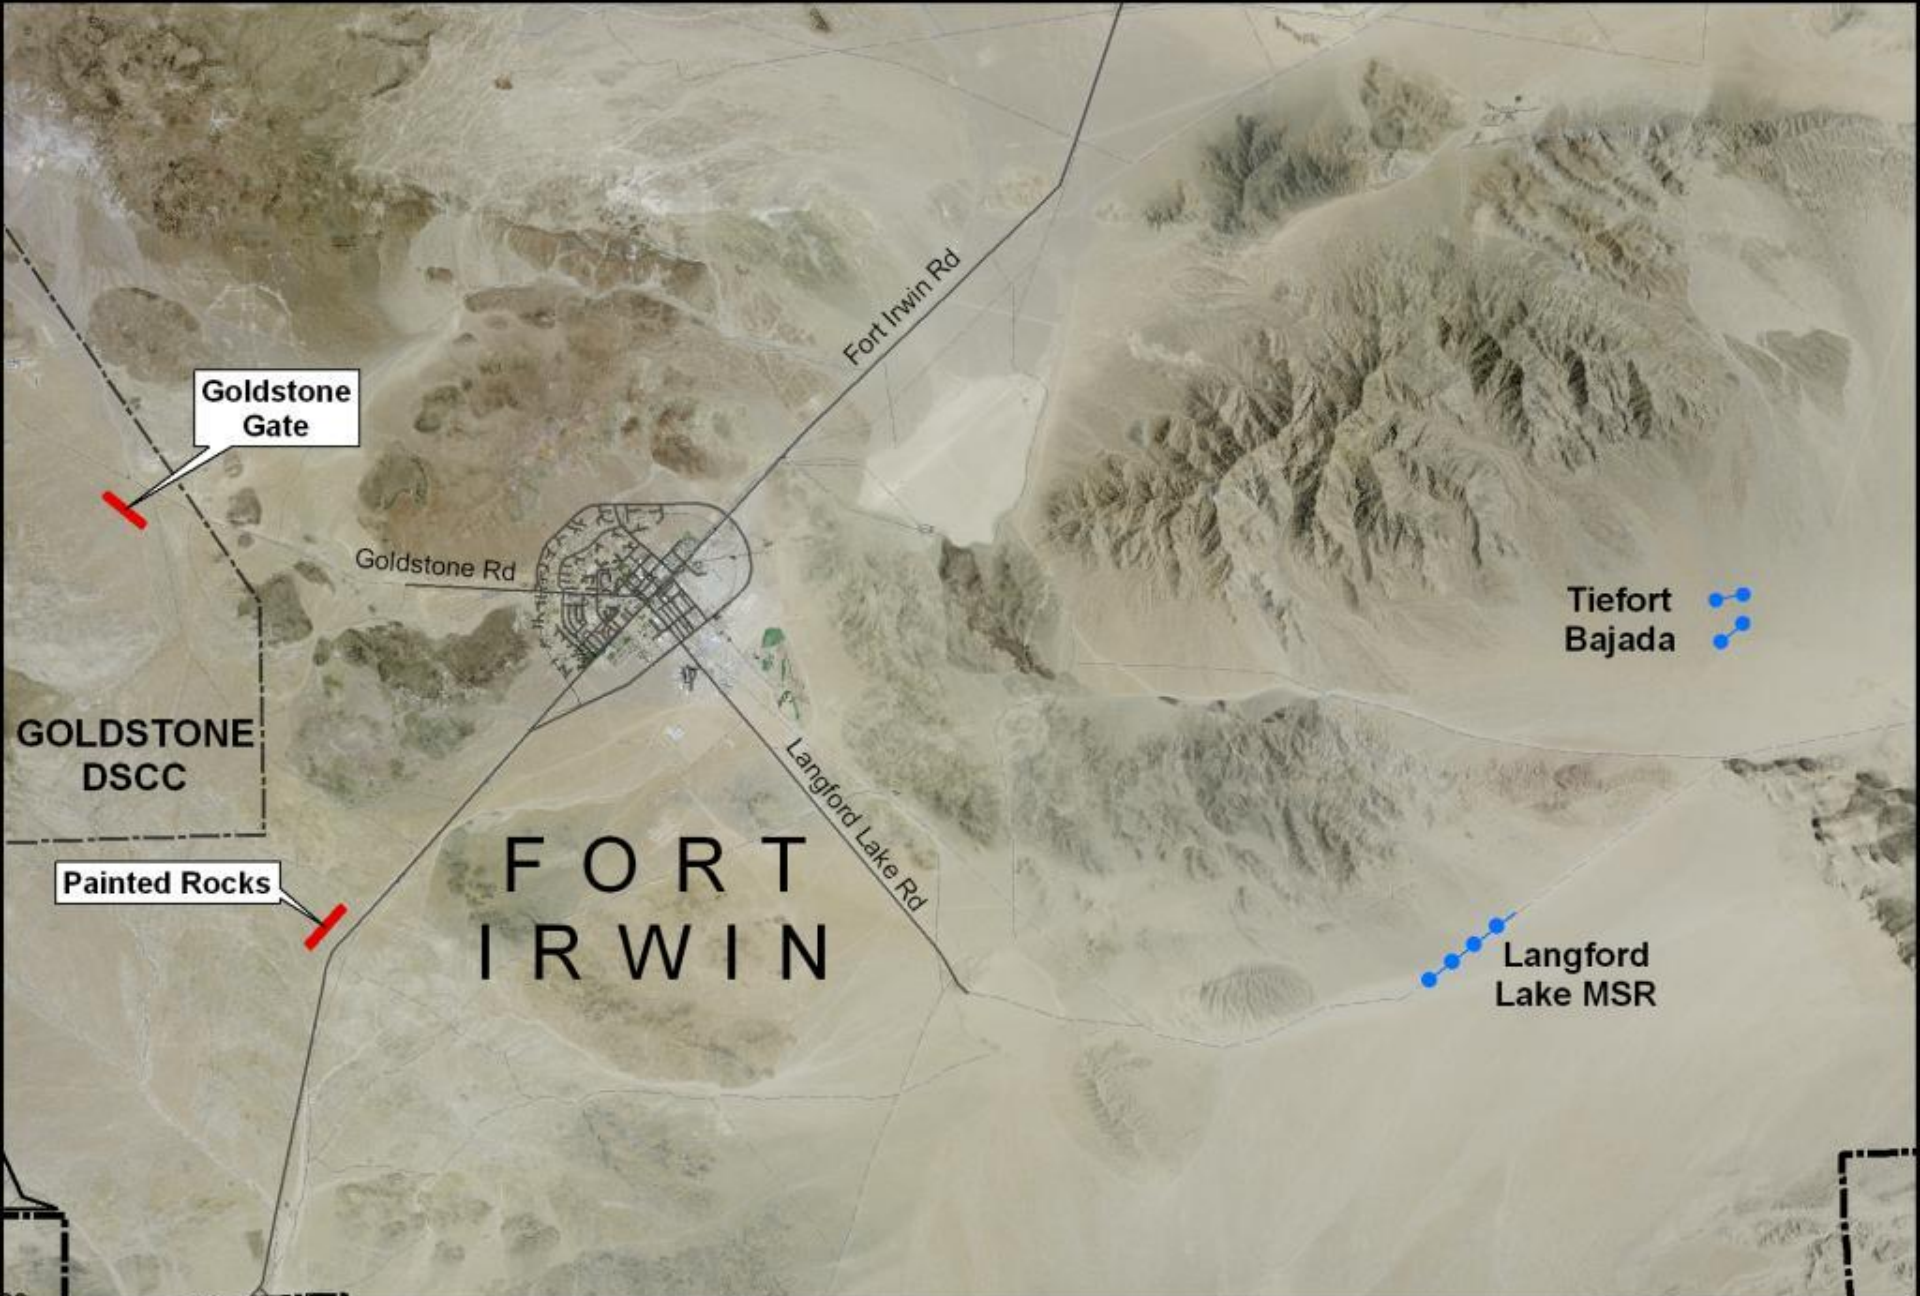 Fort Irwin Rd
Goldstone
Gate
Goldstone Rd
Tiefort
Bajada
GOLDSTONE
DSCC
Langford Lake Rd
Painted Rocks
FORT
IRWIN
Langford
Lake MSR